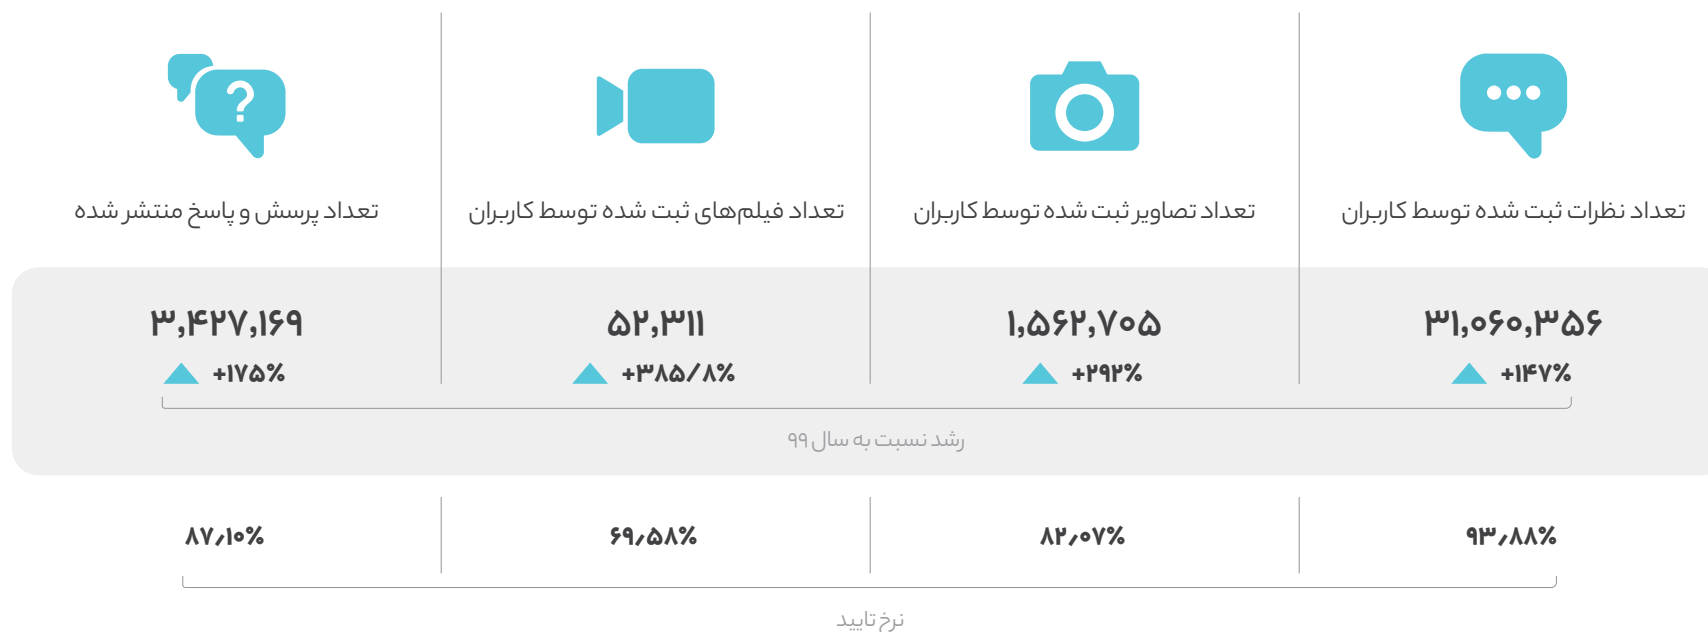 تعداد نظرات ثبت شده توسط کاربران
تعداد تصاویر ثبت شده توسط کاربران
تعداد فیلم‌های ثبت شده توسط کاربران
تعداد پرسش و پاسخ منتشر شده
?
۳۱,۰۶۰,۳۵۶
۱,۵۶۲,۷۰۵
۵۲,۳۱۱
۳,۴۲۷,۱۶۹
+۱۴۷%
+۲۹۲%
+۳۸۵/۸%
+۱۷۵%
رشد نسبت به سال ۹۹
۹۳٫۸۸%
۸۲٫۰۷%
۶۹٫۵۸%
۸۷٫۱۰%
نرخ تایید